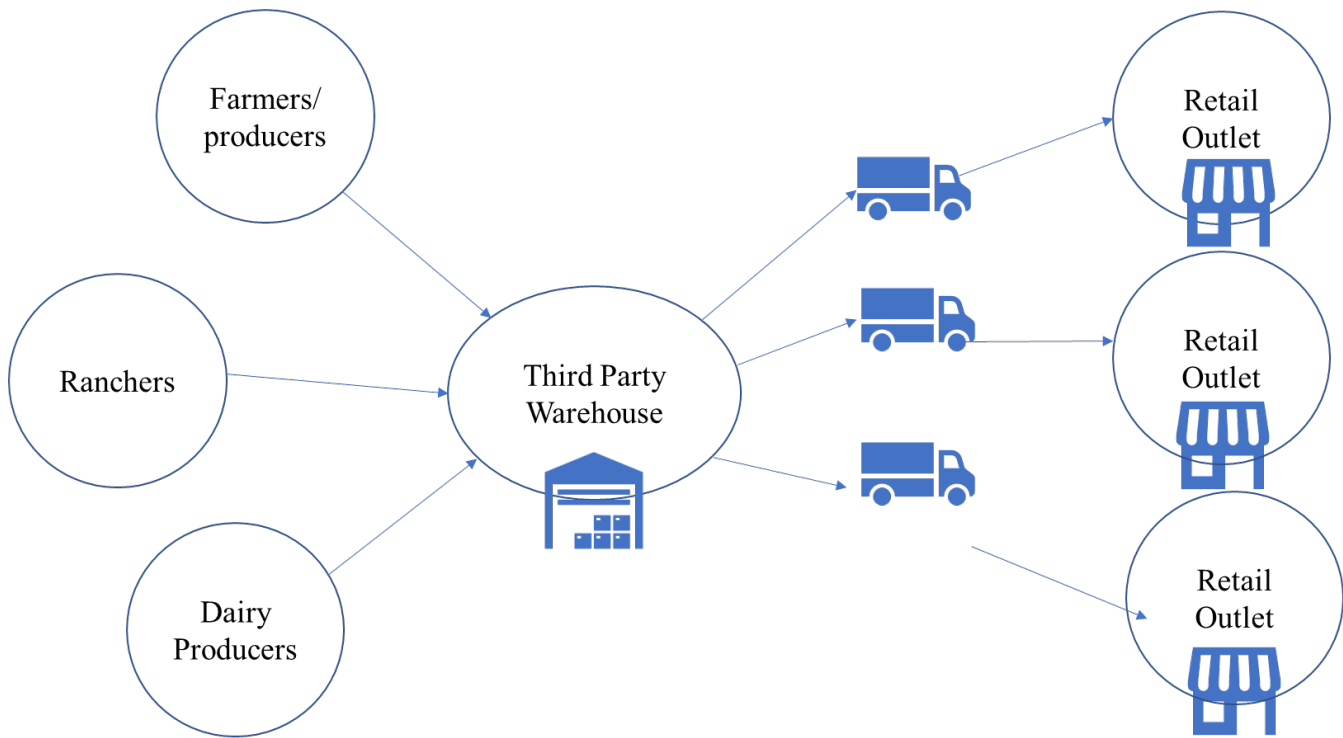 Farmers/
producers
Ranchers
Dairy
Producers
Third Party
Warehouse
Retail
Outlet
Retail
Outlet
Retail
Outlet